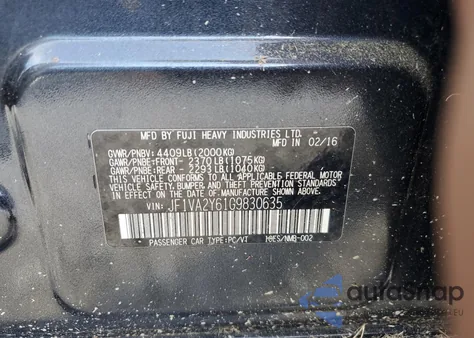 MFD BY FUJI HEAVY INDUSTRIES LTD.
GVWR/PNBV: 4409LB(2000KG) MFD IN 02/16
GAWR/PNBE:FRONT- 2370LB(1075KG)
GAWR/PNBE:REAR - 2293LB(1040KG)
THIS VEHICLE CONFORMS TO ALL APPLICABLE
FEDERAL MOTOR VEHICLE SAFETY, BUMPER,
AND THEFT PREVENTION STANDARDS IN EFFECT
ON THE DATE OF MANUFACTURE SHOWN ABOVE.
VIN: JF1VA2Y61G9830635
PASSENGER CAR TYPE:PC/VT
autosnap